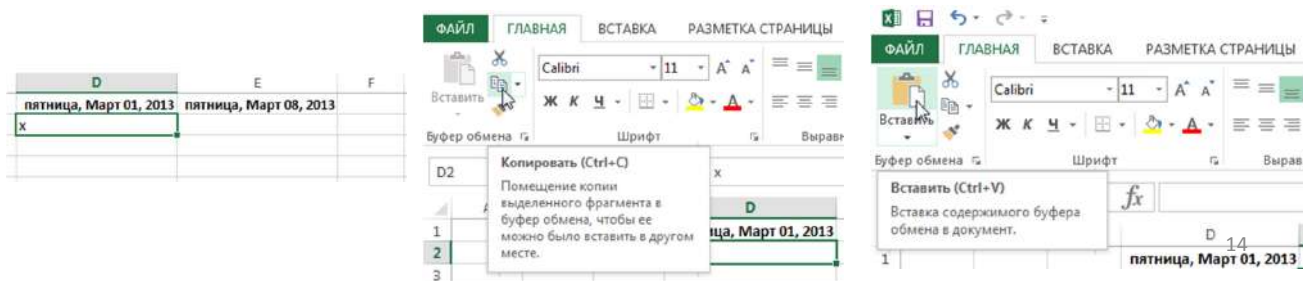 D E F
пятница, Март 01, 2013 пятница, Март 08, 2013
x
ФАЙЛ ГЛАВНАЯ ВСТАВКА РАЗМЕТКА СТРАНИЦЫ
Вставить
Calibri 11 A A
Ж К Ч
Буфер обмена Шрифт Вырав
D2 x
Копировать (Ctrl+C)
Помещение копии
выделенного фрагмента в
буфер обмена, чтобы ее
можно было вставить в другом
месте.
D
1 ица, Март 01, 2013
2
3
ФАЙЛ ГЛАВНАЯ ВСТАВКА РАЗМЕТКА СТРАНИЦЫ
Вставить
Calibri 11 A A
Ж К Ч
Буфер обмена Шрифт Вырав
Вставить (Ctrl+V)
Вставка содержимого буфера
обмена в документ.
fx
D
14
1 пятница, Март 01, 2013